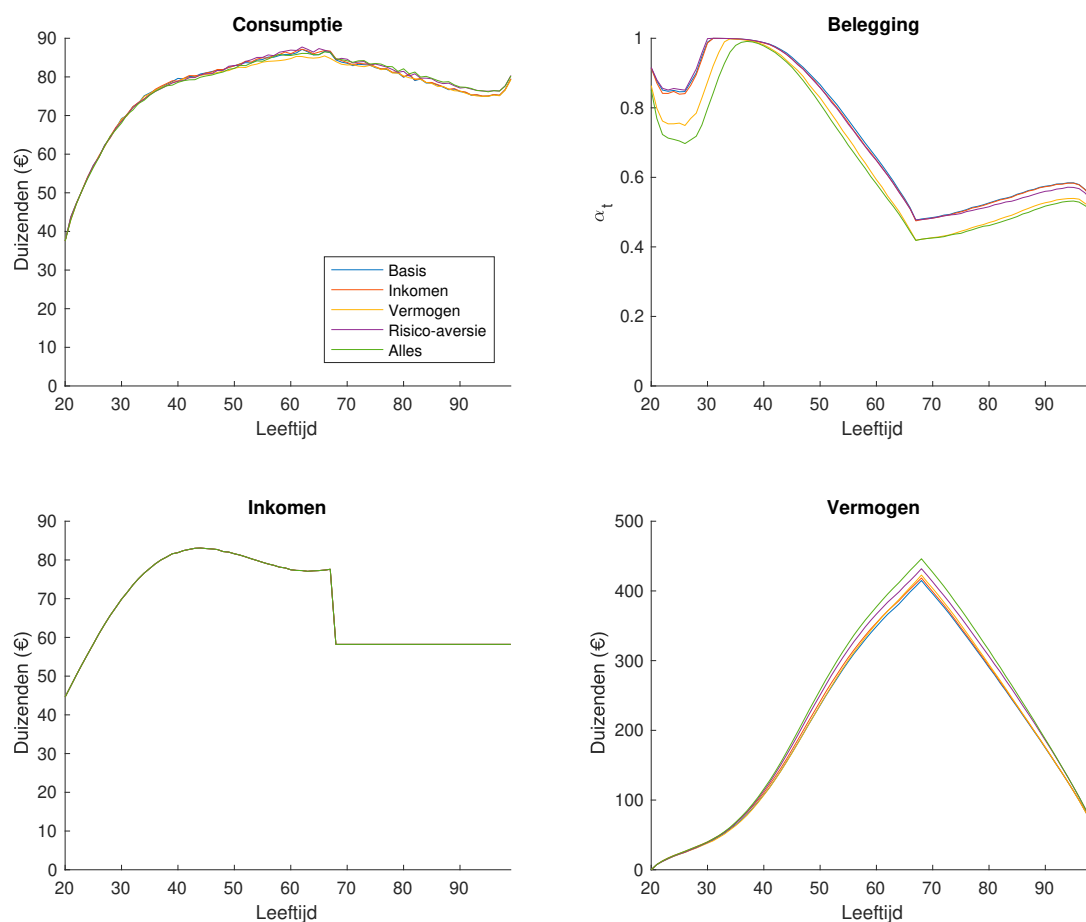 Consumptie
90
80
70
60
50
40
30
20
10
0
Duizenden (€)
20 30 40 50 60 70 80 90
Leeftijd
Basis
Inkomen
Vermogen
Risico-aversie
Alles
Belegging
1
0.8
0.6
0.4
0.2
0
α t
20 30 40 50 60 70 80 90
Leeftijd
Inkomen
90
80
70
60
50
40
30
20
10
0
Duizenden (€)
20 30 40 50 60 70 80 90
Leeftijd
Vermogen
500
400
300
200
100
0
Duizenden (€)
20 30 40 50 60 70 80 90
Leeftijd